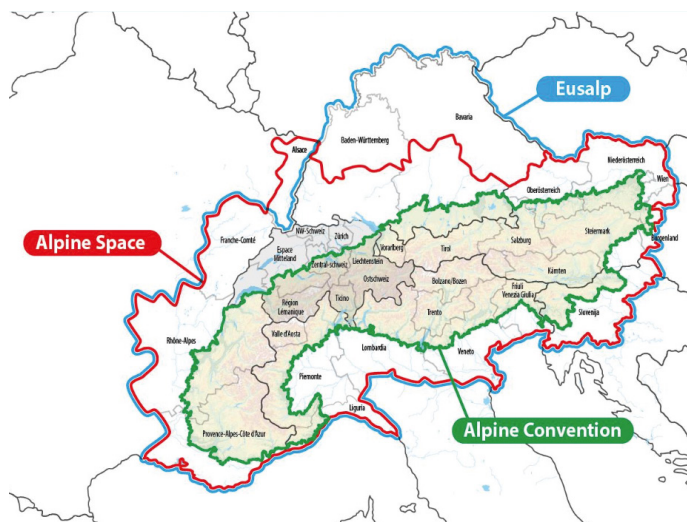 Eusalp
Bavaria
Baden-Württemberg
Alsace
Niederösterreich
Wien
Oberösterreich
Burgenland
Franche-Comté
NW-Schweiz
Zürich
Espace
Mitteland
Alpine Space
Vorarlberg
Tirol
Salzburg
Steiermark
Liechtenstein
Central-schweiz
Ostschweiz
Kärnten
Bolzano/Bozen
Friuli
Venezia Giulia
Région
Lémanique
Ticino
Trento
Slovenija
Rhône-Alpes
Valle d'Aosta
Lombardia
Veneto
Piemonte
Liguria
Provence-Alpes-Côte d'Azur
Alpine Convention